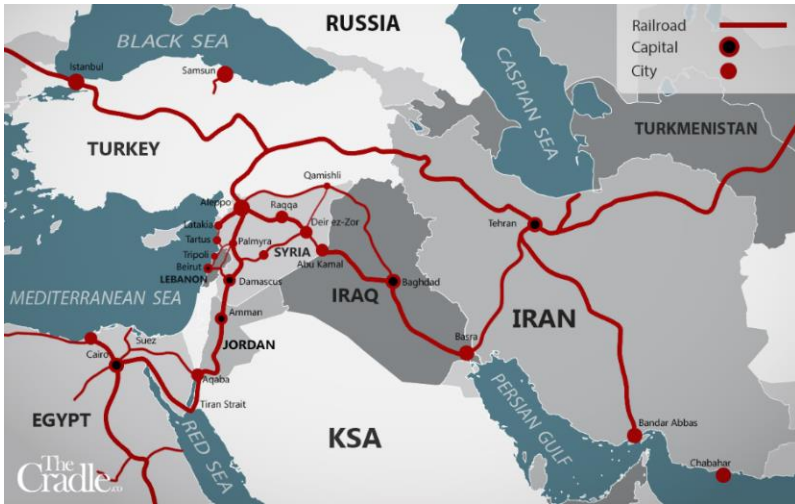 RUSSIA
Railroad
Capital
City
BLACK SEA
Istanbul
Samsun
CASPIAN SEA
TURKMENISTAN
TURKEY
Qamishli
Aleppo
Raqqa
Latakia
Deir ez-Zor
Tehran
Tartus
Palmyra
Tripoli
SYRIA
Abu Kamal
Beirut
LEBANON
Damascus
Baghdad
MEDITERRANEAN SEA
IRAQ
Amman
IRAN
Suez
JORDAN
Basra
Cairo
Aqaba
Tiran Strait
PERSIAN GULF
EGYPT
KSA
Bandar Abbas
RED SEA
Chabahar
The
Cradle.co